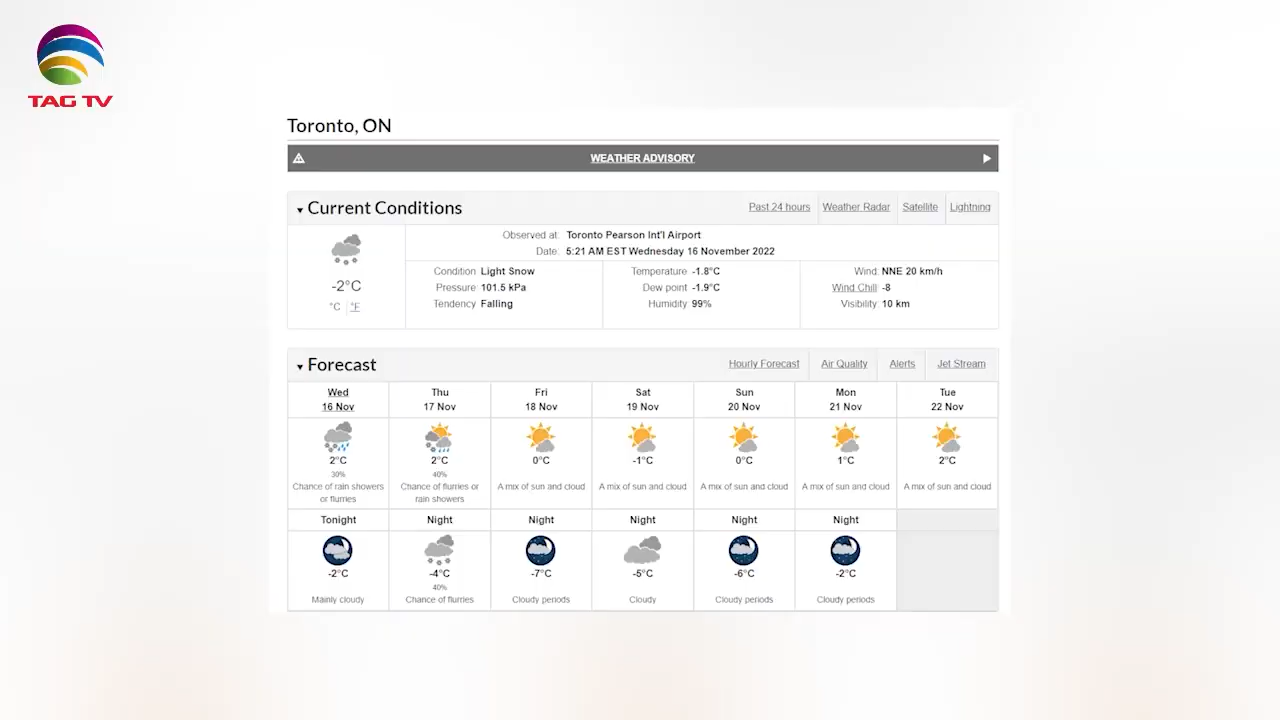 TAG TV
Toronto, ON
WEATHER ADVISORY
Current Conditions
Past 24 hours Weather Radar Satellite Lightning
-2°C
°C °F
Observed at: Toronto Pearson Int'l Airport
Date: 5:21 AM EST Wednesday 16 November 2022
Condition Light Snow
Pressure: 101.5 kPa
Tendency Falling
Temperature -1.8°C
Dew point -1.9°C
Humidity 99%
Wind: NNE 20 km/h
Wind Chill: -8
Visibility: 10 km
Forecast
Hourly Forecast Air Quality Alerts Jet Stream
Wed Thu Fri Sat Sun Mon Tue
16 Nov 17 Nov 18 Nov 19 Nov 20 Nov 21 Nov 22 Nov
2°C 2°C 0°C -1°C 0°C 1°C 2°C
30% 40%
Chance of rain showers Chance of flurries or A mix of sun and cloud A mix of sun and cloud A mix of sun and cloud A mix of sun and cloud A mix of sun and cloud
or flurries rain showers
Tonight Night Night Night Night Night
-2°C -4°C -7°C -5°C -6°C -2°C
40%
Mainly cloudy Chance of flurries Cloudy periods Cloudy Cloudy periods Cloudy periods